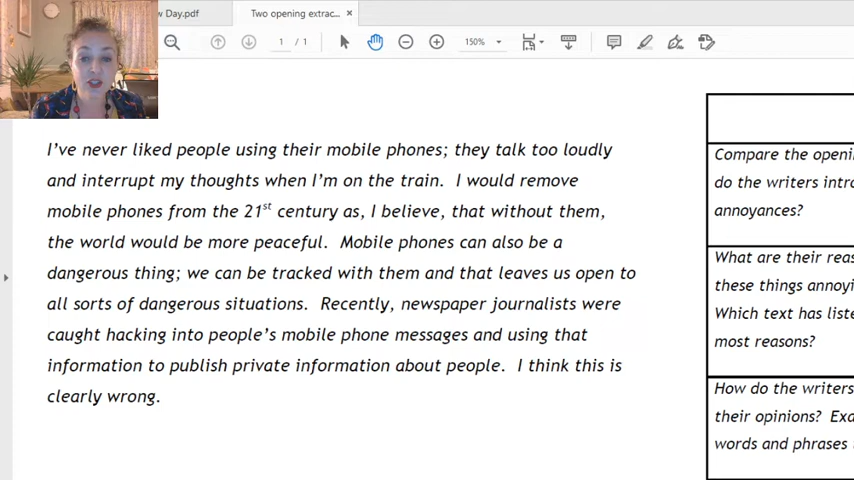 w Day.pdf
Two opening extrac...
1 / 1
150%
I've never liked people using their mobile phones; they talk too loudly
and interrupt my thoughts when I'm on the train. I would remove
mobile phones from the 21st century as, I believe, that without them,
the world would be more peaceful. Mobile phones can also be a
dangerous thing; we can be tracked with them and that leaves us open to
all sorts of dangerous situations. Recently, newspaper journalists were
caught hacking into people's mobile phone messages and using that
information to publish private information about people. I think this is
clearly wrong.
Compare the openi
do the writers intro
annoyances?
What are their reas
these things annoyi
Which text has liste
most reasons?
How do the writers
their opinions? Exa
words and phrases